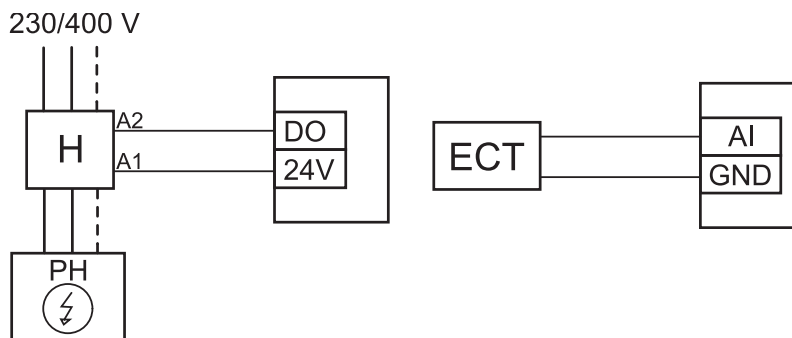 230/400 V
H
A2
A1
DO
24V
PH
ECT
AI
GND